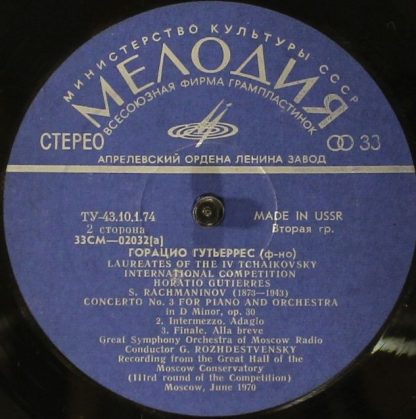 МИНИСТЕРСТВО КУЛЬТУРЫ СССР
МЕЛОДИЯ
ВСЕСОЮЗНАЯ ФИРМА ГРАМПЛАСТИНОК
СТЕРЕО
33
АПРЕЛЕВСКИЙ ОРДЕНА ЛЕНИНА ЗАВОД
ТУ-43.10.1.74 MADE IN USSR
2 сторона Вторая гр.
33СМ—02032(а)
ГОРАЦИО ГУТЬЕРРЕС (ф-но)
LAUREATES OF THE IV TCHAIKOVSKY
INTERNATIONAL COMPETITION
HORATIO GUTIERRES
S. RACHMANINOV (1873—1943)
CONCERTO No. 3 FOR PIANO AND ORCHESTRA
in D Minor, op. 30
2. Intermezzo. Adagio
3. Finale. Alla breve
Great Symphony Orchestra of Moscow Radio
Conductor G. ROZHDESTVENSKY
Recording from the Great Hall of the
Moscow Conservatory
(IIIrd round of the Competition)
Moscow, June 1970